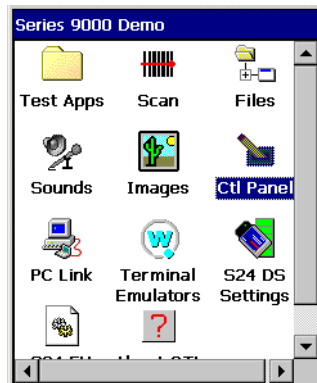 Series 9000 Demo
Test Apps Scan Files
Sounds Images Ctl Panel
PC Link Terminal Emulators S24 DS Settings
?